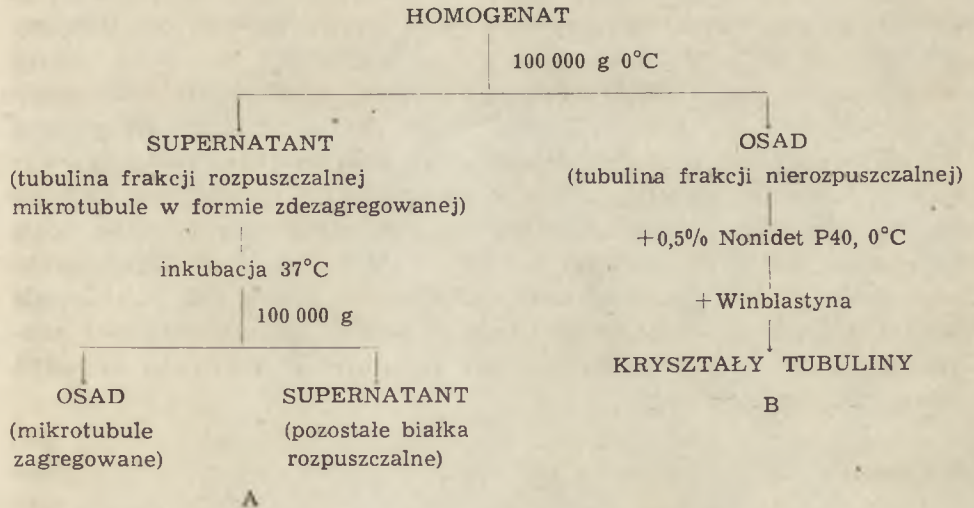 HOMOGENAT
100 000 g 0°C
SUPERNATANT
(tubulina frakcji rozpuszczalnej
mikrotubule w formie zdezagregowanej)
inkubacja 37°C
100 000 g
OSAD
(mikrotubule
zagregowane)
SUPERNATANT
(pozostałe białka
rozpuszczalne)
A
OSAD
(tubulina frakcji nierozpuszczalnej)
+0,5% Nonidet P40, 0°C
+Winblastyna
KRYSZTAŁY TUBULINY
B